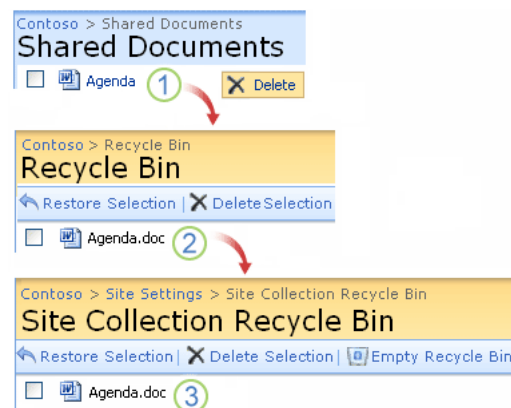 Contoso > Shared Documents
Shared Documents
Agenda 1 Delete
Contoso > Recycle Bin
Recycle Bin
Restore Selection | Delete Selection
Agenda.doc 2
Contoso > Site Settings > Site Collection Recycle Bin
Site Collection Recycle Bin
Restore Selection | Delete Selection | Empty Recycle Bin
Agenda.doc 3